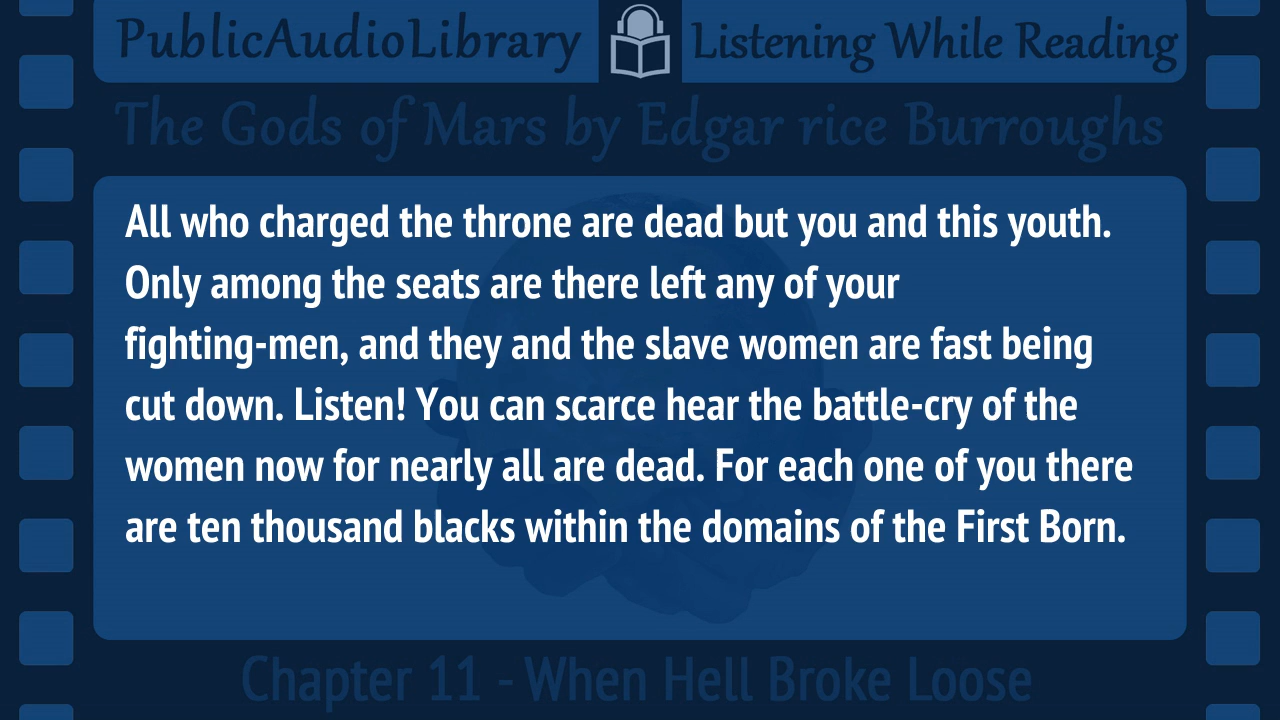 PublicAudioLibrary Listening While Reading
The Gods of Mars by Edgar rice Burroughs
All who charged the throne are dead but you and this youth.
Only among the seats are there left any of your
fighting-men, and they and the slave women are fast being
cut down. Listen! You can scarce hear the battle-cry of the
women now for nearly all are dead. For each one of you there
are ten thousand blacks within the domains of the First Born.
Chapter 11 - When Hell Broke Loose